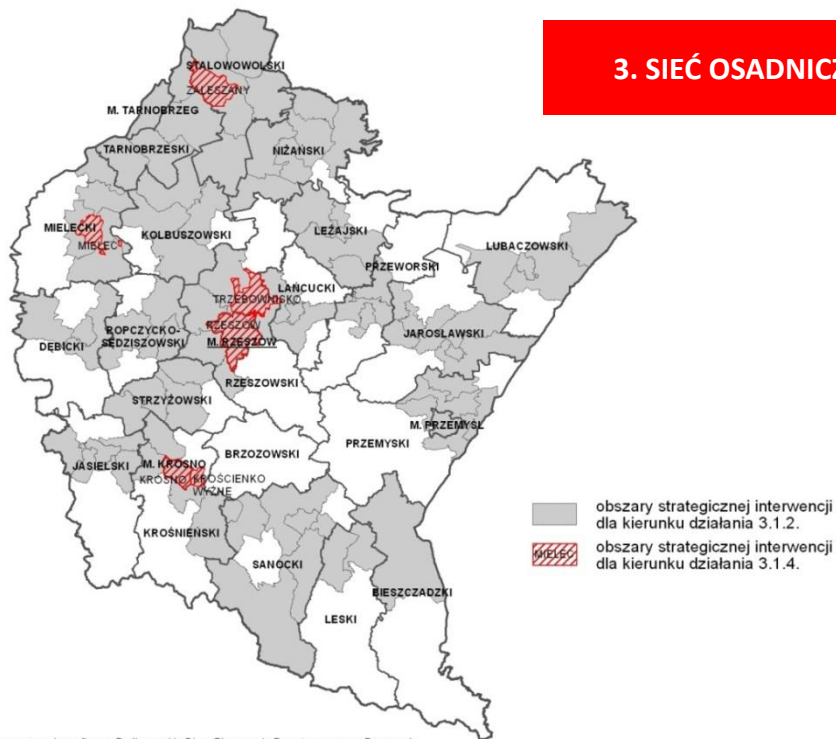 3. SIEĆ OSADNICZ
STALOWOWOLSKI
ZALESZANY
M. TARNOBRZEG
TARNOBRZESKI
NIŻAŃSKI
MIELECKI
MIELEC
KOLBUSZOWSKI
LEŻAJSKI
LUBACZOWSKI
PRZEWORSKI
ŁAŃCUCKI
TRZEBOWNISKO
RZESZÓW
M. RZESZÓW
ROPCZYCKO-
SĘDZISZOWSKI
DĘBICKI
JAROSŁAWSKI
RZESZOWSKI
STRZYŻOWSKI
M. PRZEMYŚL
PRZEMYSKI
BRZOZOWSKI
JASIELSKI
M. KROSNO
KROSNO
KROŚCIENKO
WYŻNE
KROŚNIEŃSKI
SANOCKI
BIESZCZADZKI
LESKI
obszary strategicznej interwencji
dla kierunku działania 3.1.2.
MIELEC
obszary strategicznej interwencji
dla kierunku działania 3.1.4.